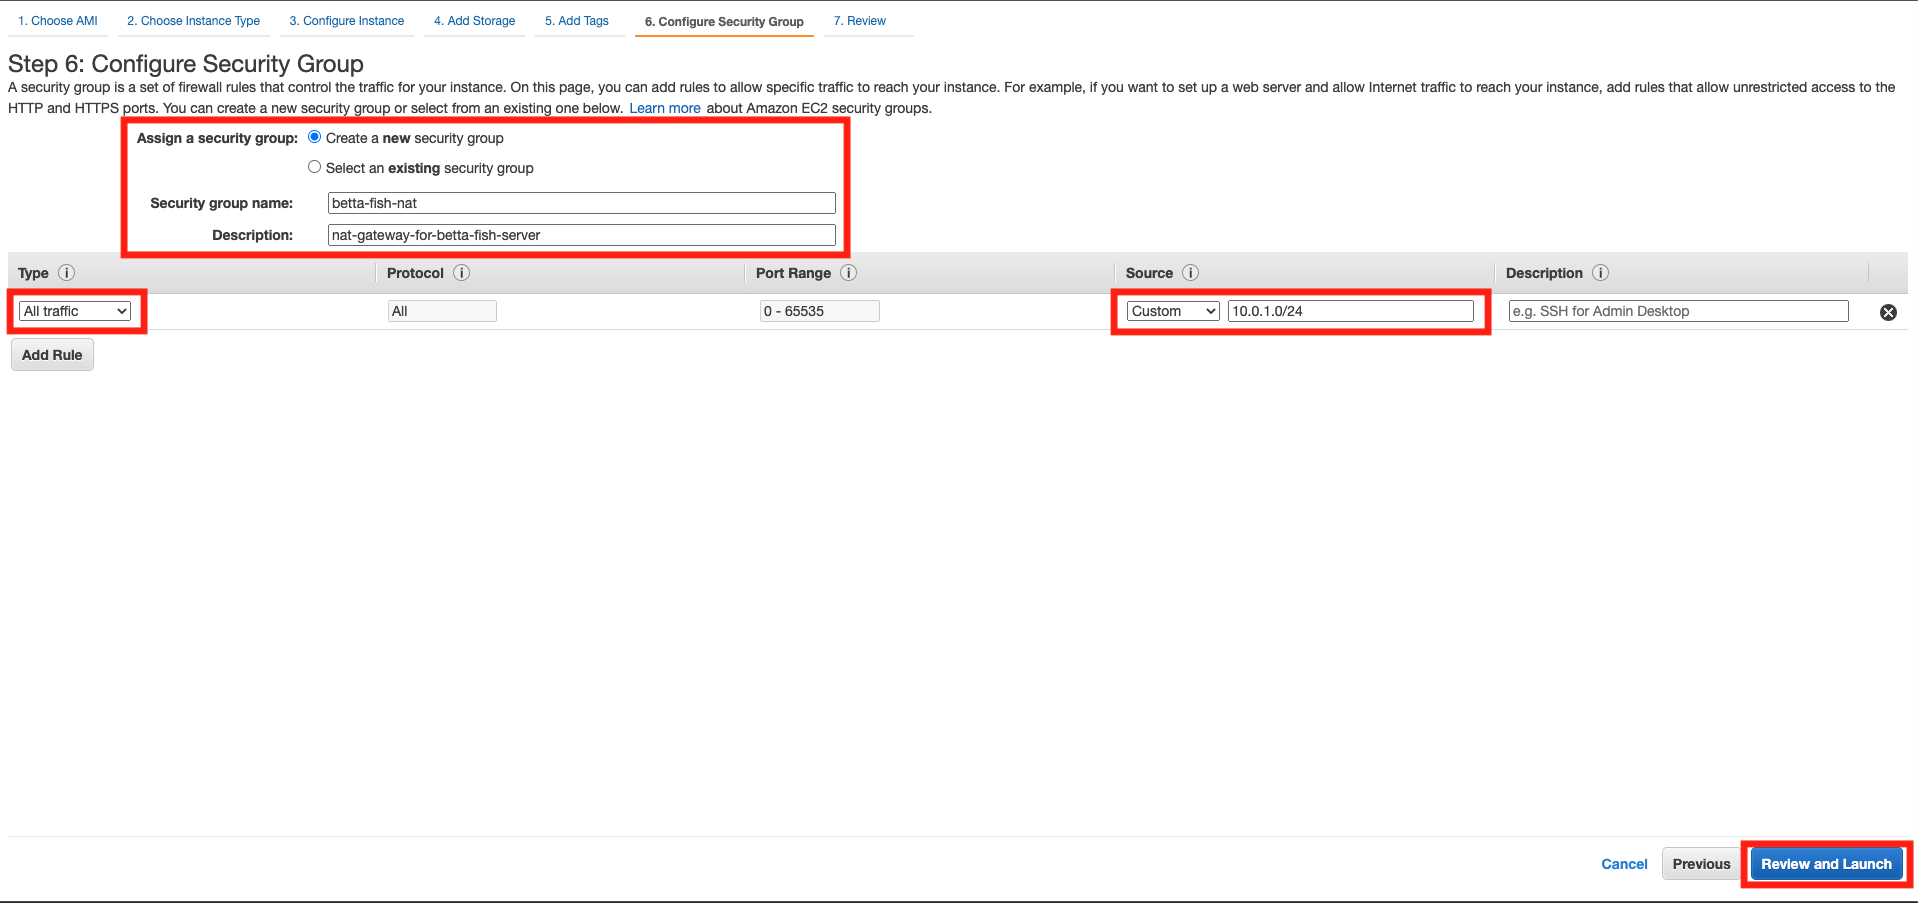 1. Choose AMI 2. Choose Instance Type 3. Configure Instance 4. Add Storage 5. Add Tags 6. Configure Security Group 7. Review
Step 6: Configure Security Group
A security group is a set of firewall rules that control the traffic for your instance. On this page, you can add rules to allow specific traffic to reach your instance. For example, if you want to set up a web server and allow Internet traffic to reach your instance, add rules that allow unrestricted access to the
HTTP and HTTPS ports. You can create a new security group or select from an existing one below. Learn more about Amazon EC2 security groups.
Assign a security group: Create a new security group
Select an existing security group
Security group name: betta-fish-nat
Description: nat-gateway-for-betta-fish-server
Type i Protocol i Port Range i Source i Description i
All traffic All 0 - 65535 Custom 10.0.1.0/24 e.g. SSH for Admin Desktop
Add Rule
Cancel Previous Review and Launch